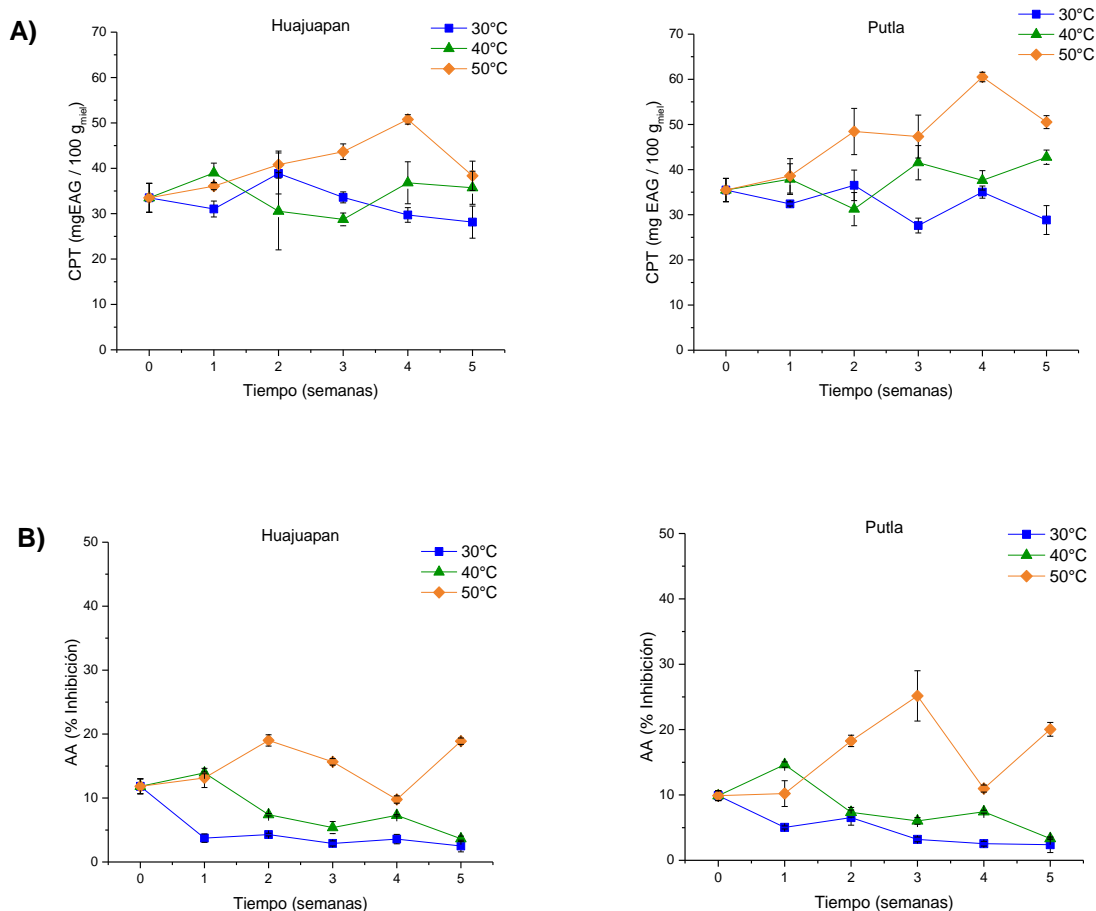 A)
Huajuapan
30°C
40°C
50°C
70
60
50
40
30
20
10
0
CPT (mgEAG / 100 g miel)
0 1 2 3 4 5
Tiempo (semanas)
Putla
30°C
40°C
50°C
70
60
50
40
30
20
10
0
CPT (mg EAG / 100 g miel)
0 1 2 3 4 5
Tiempo (semanas)
B)
Huajuapan
30°C
40°C
50°C
50
40
30
20
10
0
AA (% Inhibición)
0 1 2 3 4 5
Tiempo (semanas)
Putla
30°C
40°C
50°C
50
40
30
20
10
0
AA (% Inhibición)
0 1 2 3 4 5
Tiempo (semanas)